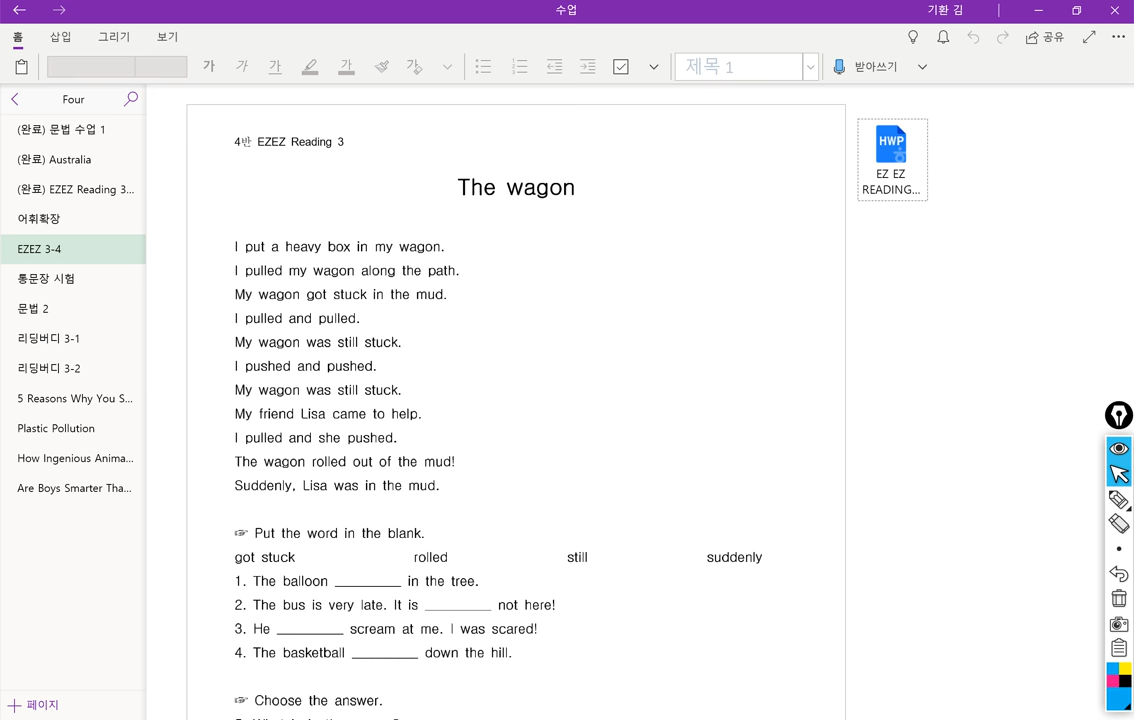 수업
기환 김
홈 삽입 그리기 보기
공유
가 가 가 가 가
제목 1
받아쓰기
Four
(완료) 문법 수업 1
(완료) Australia
(완료) EZEZ Reading 3...
어휘확장
EZEZ 3-4
통문장 시험
문법 2
리딩버디 3-1
리딩버디 3-2
5 Reasons Why You S...
Plastic Pollution
How Ingenious Anima...
Are Boys Smarter Tha...
페이지
4반 EZEZ Reading 3
The wagon
I put a heavy box in my wagon.
I pulled my wagon along the path.
My wagon got stuck in the mud.
I pulled and pulled.
My wagon was still stuck.
I pushed and pushed.
My wagon was still stuck.
My friend Lisa came to help.
I pulled and she pushed.
The wagon rolled out of the mud!
Suddenly, Lisa was in the mud.
☞ Put the word in the blank.
got stuck rolled still suddenly
1. The balloon _________ in the tree.
2. The bus is very late. It is _________ not here!
3. He _________ scream at me. I was scared!
4. The basketball _________ down the hill.
☞ Choose the answer.
HWP
EZ EZ
READING...